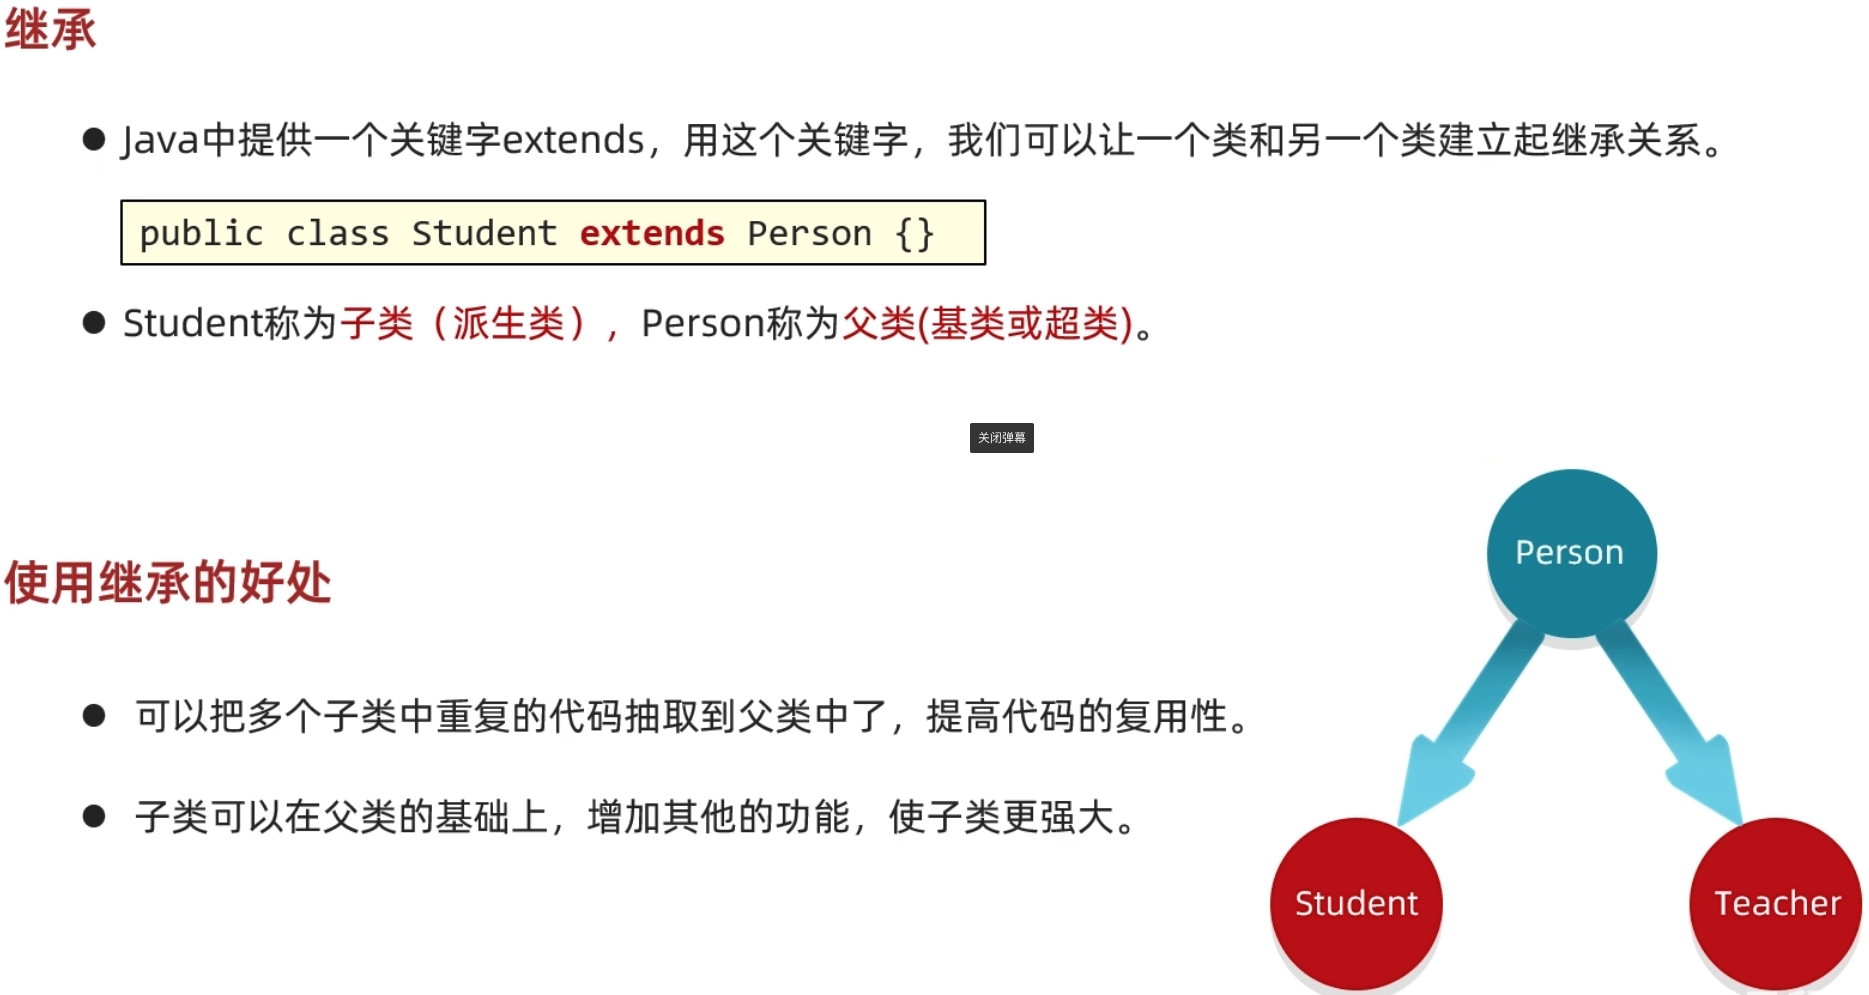 继承
● Java中提供一个关键字extends，用这个关键字，我们可以让一个类和另一个类建立起继承关系。
public class Student extends Person {}
● Student称为子类（派生类），Person称为父类(基类或超类)。
关闭弹幕
使用继承的好处
● 可以把多个子类中重复的代码抽取到父类中了，提高代码的复用性。
● 子类可以在父类的基础上，增加其他的功能，使子类更强大。
Person
Student
Teacher